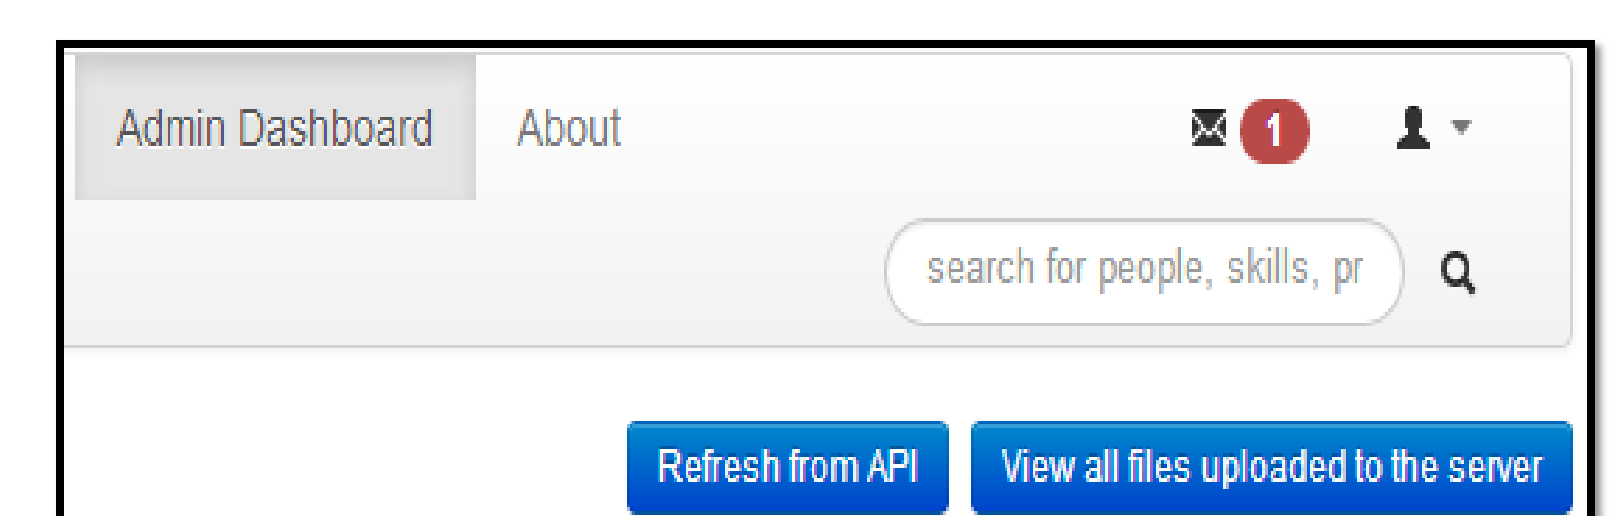 Admin Dashboard About 1
search for people, skills, pr
Refresh from API View all files uploaded to the server